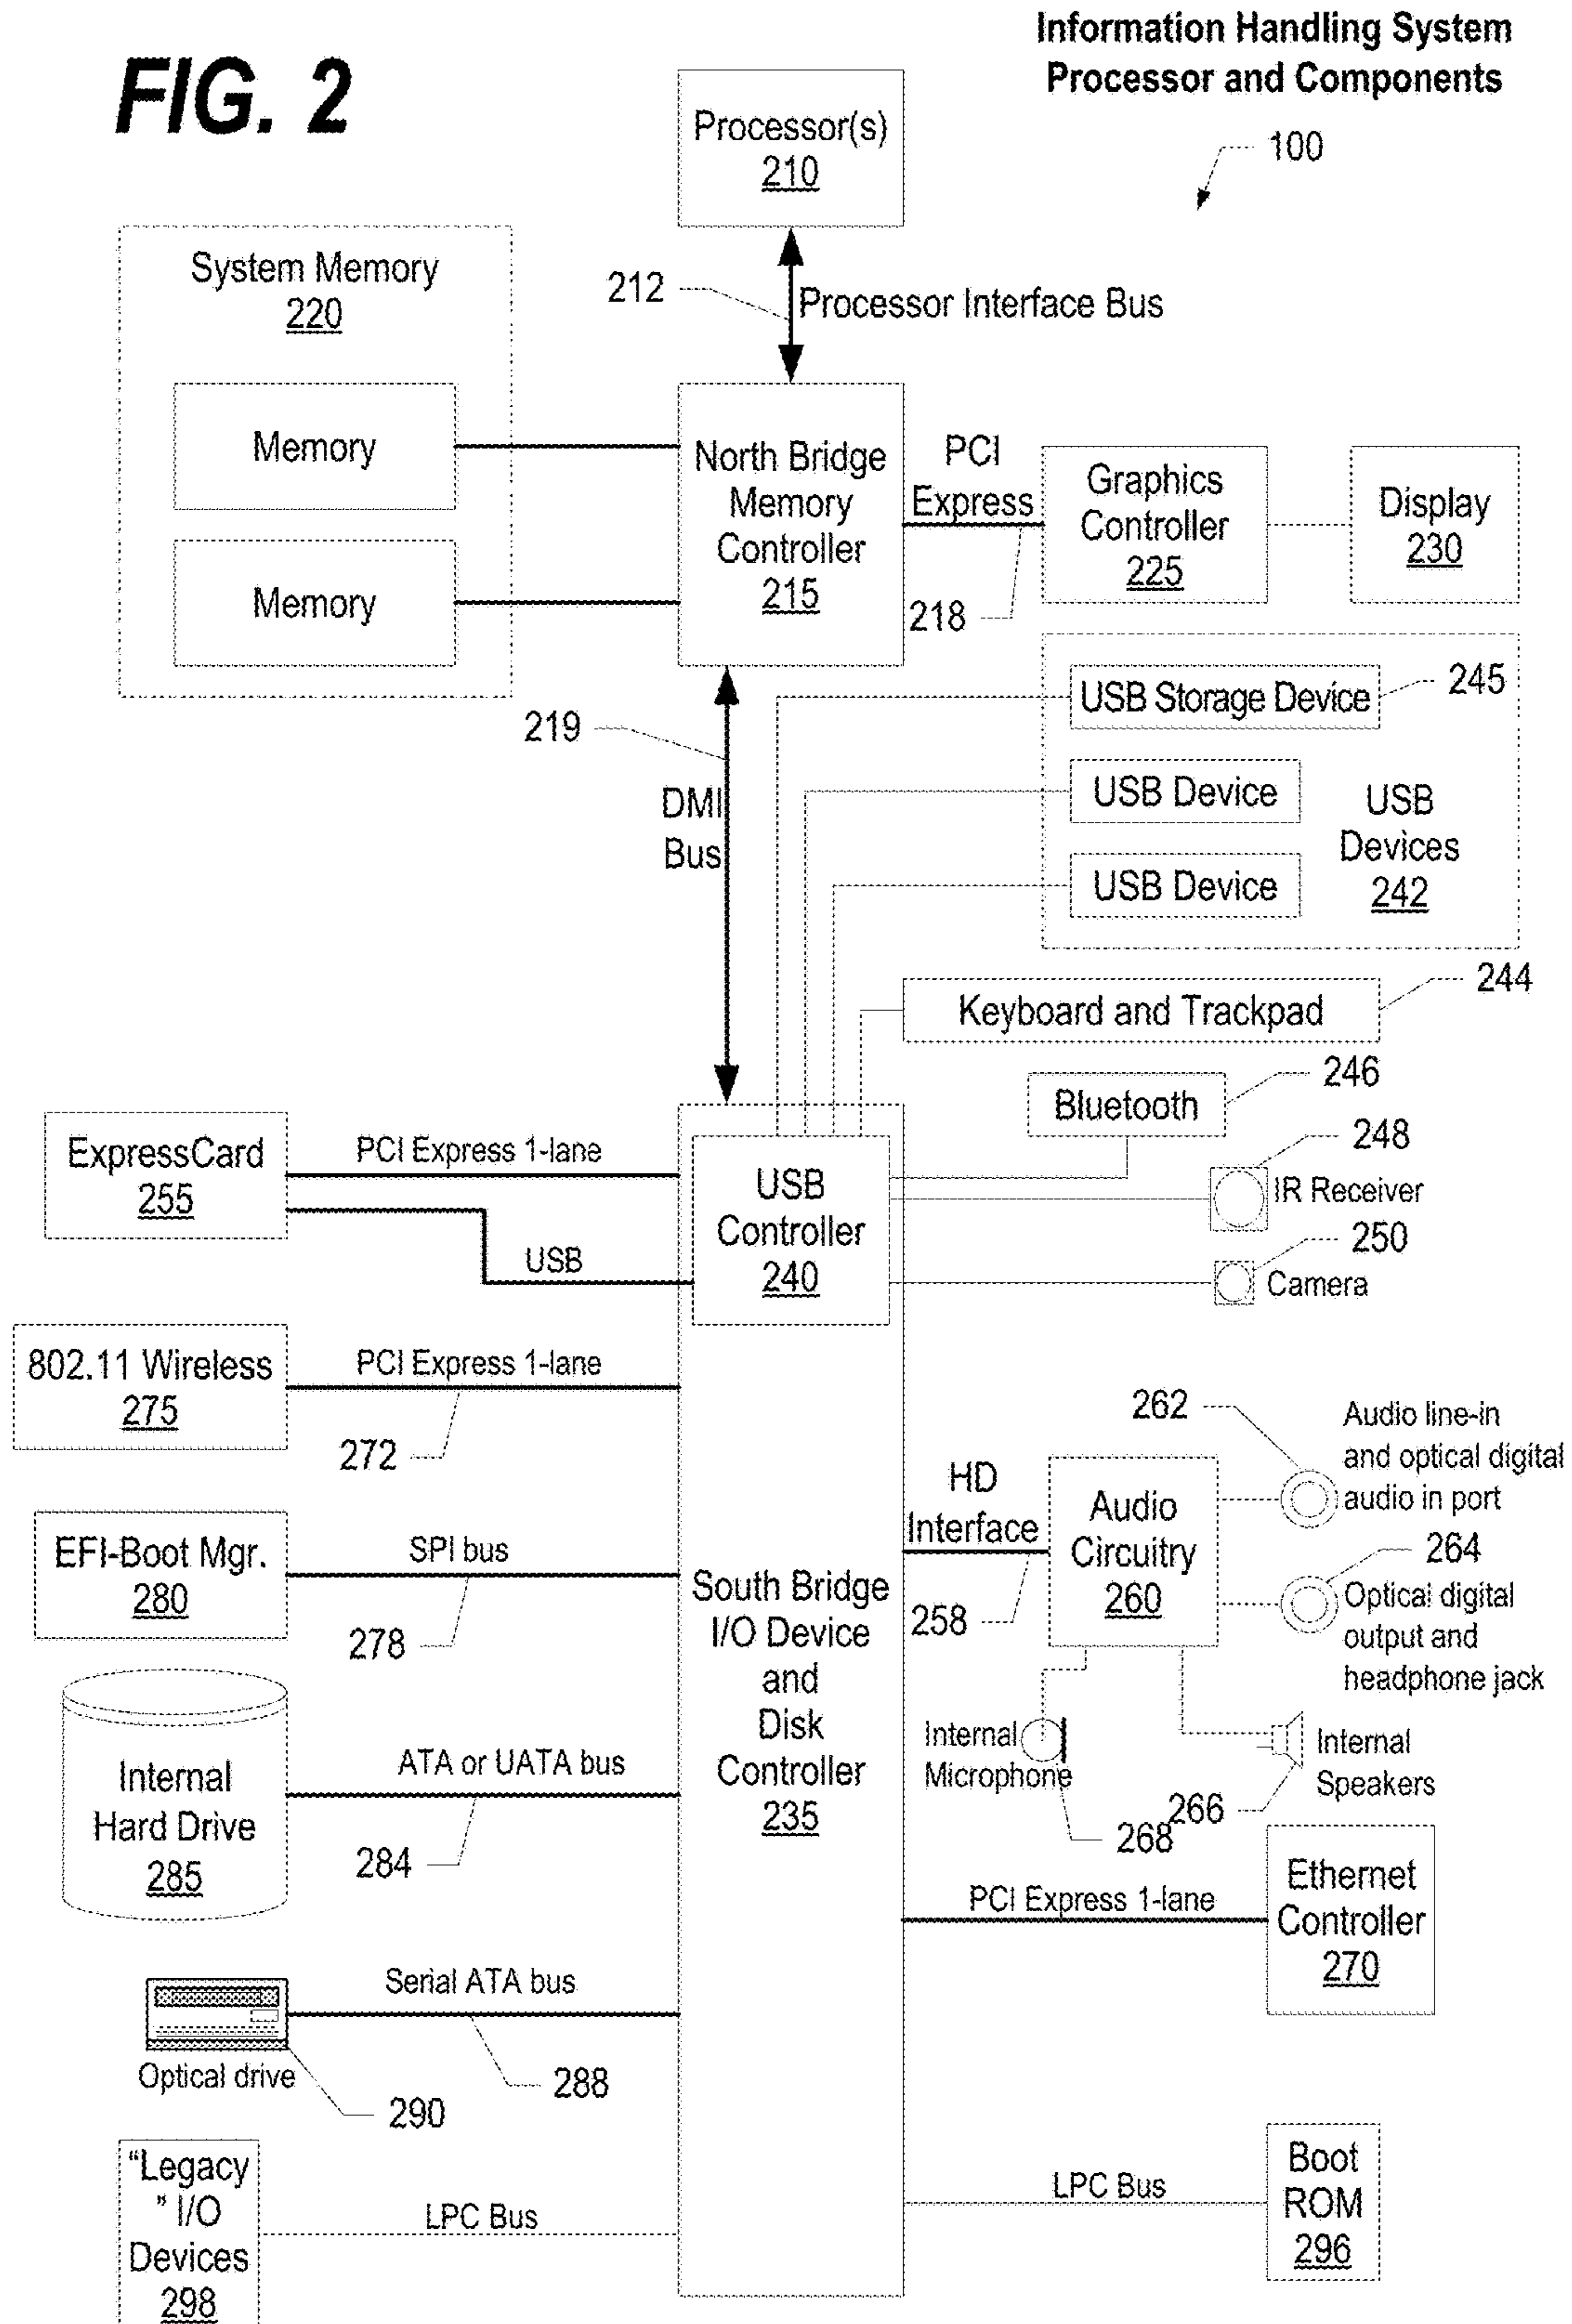 FIG. 2
Information Handling System
Processor and Components
100
Processor(s)
210
212
Processor Interface Bus
System Memory
220
Memory
Memory
North Bridge
Memory
Controller
215
PCI
Express
218
Graphics
Controller
225
Display
230
219
DMI
Bus
USB Storage Device
245
USB Device
USB Device
USB
Devices
242
Keyboard and Trackpad
244
Bluetooth
246
248
IR Receiver
250
Camera
ExpressCard
255
PCI Express 1-lane
USB
USB
Controller
240
802.11 Wireless
275
PCI Express 1-lane
272
EFI-Boot Mgr.
280
SPI bus
278
South Bridge
I/O Device
and
Disk
Controller
235
HD
Interface
258
Audio
Circuitry
260
262
Audio line-in
and optical digital
audio in port
264
Optical digital
output and
headphone jack
Internal
Microphone
268
266
Internal
Speakers
Internal
Hard Drive
285
ATA or UATA bus
284
PCI Express 1-lane
Ethernet
Controller
270
Serial ATA bus
288
Optical drive
290
“Legacy
” I/O
Devices
298
LPC Bus
LPC Bus
Boot
ROM
296